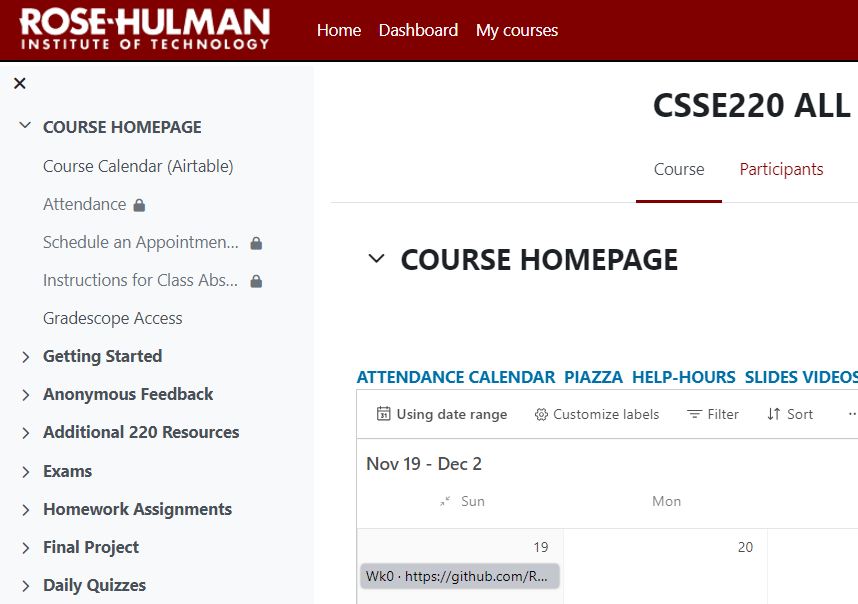 ROSE-HULMAN
INSTITUTE OF TECHNOLOGY
Home Dashboard My courses
COURSE HOMEPAGE
Course Calendar (Airtable)
Attendance
Schedule an Appointmen...
Instructions for Class Abs...
Gradescope Access
Getting Started
Anonymous Feedback
Additional 220 Resources
Exams
Homework Assignments
Final Project
Daily Quizzes
CSSE220 ALL
Course Participants
COURSE HOMEPAGE
ATTENDANCE CALENDAR PIAZZA HELP-HOURS SLIDES VIDEOS
31 Using date range Customize labels Filter Sort ...
Nov 19 - Dec 2
Sun Mon
19 20
Wk0 · https://github.com/R...